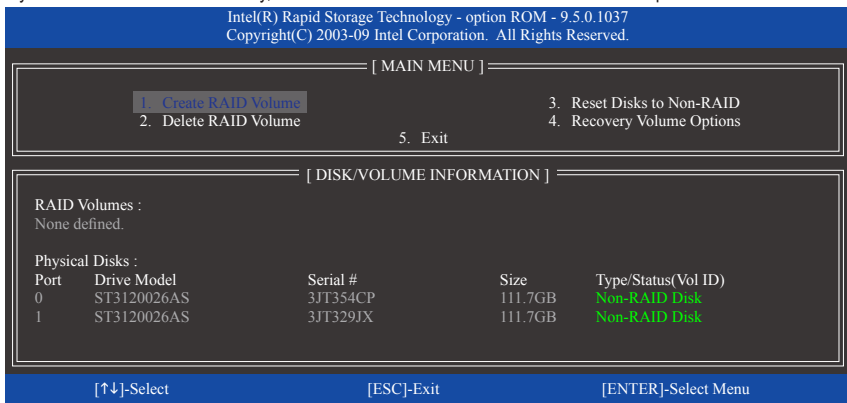 Intel(R) Rapid Storage Technology - option ROM - 9.5.0.1037
Copyright(C) 2003-09 Intel Corporation. All Rights Reserved.
[ MAIN MENU ]
1. Create RAID Volume 3. Reset Disks to Non-RAID
2. Delete RAID Volume 4. Recovery Volume Options
5. Exit
[ DISK/VOLUME INFORMATION ]
RAID Volumes :
None defined.
Physical Disks :
Port Drive Model Serial # Size Type/Status(Vol ID)
0 ST3120026AS 3JT354CP 111.7GB Non-RAID Disk
1 ST3120026AS 3JT329JX 111.7GB Non-RAID Disk
[↑↓]-Select [ESC]-Exit [ENTER]-Select Menu